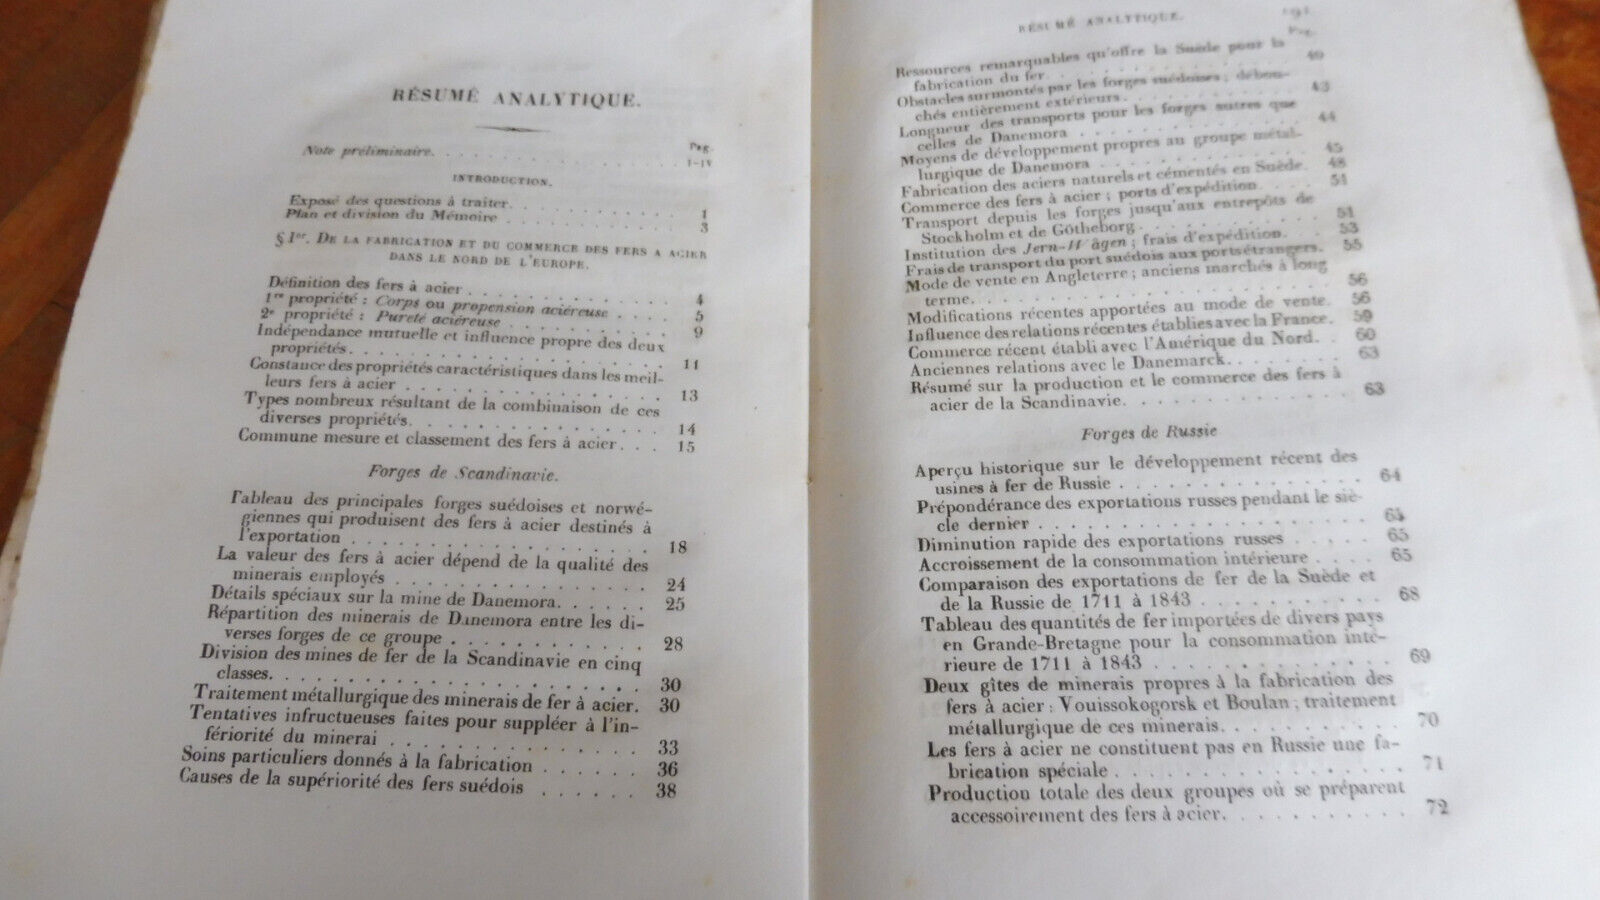 RÉSUMÉ ANALYTIQUE.
Pag.
Note préliminaire. . . . . . . . . . . . . . . . I-IV
INTRODUCTION.
Exposé des questions à traiter. . . . . . . . . . . 1
Plan et division du Mémoire . . . . . . . . . . . 3
§ 1er. DE LA FABRICATION ET DU COMMERCE DES FERS A ACIER
DANS LE NORD DE L'EUROPE.
Définition des fers à acier. . . . . . . . . . . . 4
1re propriété : Corps ou propension aciéreuse . . . . 5
2e propriété : Pureté aciéreuse . . . . . . . . . . 9
Indépendance mutuelle et influence propre des deux
propriétés. . . . . . . . . . . . . . . . . 11
Constance des propriétés caractéristiques dans les meil-
leurs fers à acier . . . . . . . . . . . . . . 13
Types nombreux résultant de la combinaison de ces
diverses propriétés. . . . . . . . . . . . . . 14
Commune mesure et classement des fers à acier. . . 15
Forges de Scandinavie.
Tableau des principales forges suédoises et norwé-
giennes qui produisent des fers à acier destinés à
l'exportation . . . . . . . . . . . . . . . . 18
La valeur des fers à acier dépend de la qualité des
minerais employés . . . . . . . . . . . . . . 24
Détails spéciaux sur la mine de Danemora. . . . . . 25
Répartition des minerais de Danemora entre les di-
verses forges de ce groupe . . . . . . . . . . . 28
Division des mines de fer de la Scandinavie en cinq
classes. . . . . . . . . . . . . . . . . . . 30
Traitement métallurgique des minerais de fer à acier. 30
Tentatives infructueuses faites pour suppléer à l'in-
fériorité du minerai . . . . . . . . . . . . . 33
Soins particuliers donnés à la fabrication . . . . . . 36
Causes de la supériorité des fers suédois . . . . . . 38
RÉSUMÉ ANALYTIQUE. 191
Pag.
Ressources remarquables qu'offre la Suède pour la
fabrication du fer. . . . . . . . . . . . . . . 40
Obstacles surmontés par les forges suédoises ; débou-
chés entièrement extérieurs. . . . . . . . . . . 43
Longueur des transports pour les forges autres que
celles de Danemora . . . . . . . . . . . . . . 44
Moyens de développement propres au groupe métal-
lurgique de Danemora . . . . . . . . . . . . . 45
Fabrication des aciers naturels et cémentés en Suède. 48
Commerce des fers à acier ; ports d'expédition. . . . 51
Transport depuis les forges jusqu'aux entrepôts de
Stockholm et de Götheborg. . . . . . . . . . . 51
Institution des Jern-Wågen ; frais d'expédition. . . . 53
Frais de transport du port suédois aux ports étrangers. 55
Mode de vente en Angleterre ; anciens marchés à long
terme. . . . . . . . . . . . . . . . . . . . 56
Modifications récentes apportées au mode de vente. 56
Influence des relations récentes établies avec la France. 59
Commerce récent établi avec l'Amérique du Nord. . 60
Anciennes relations avec le Danemarck. . . . . . . 63
Résumé sur la production et le commerce des fers à
acier de la Scandinavie. . . . . . . . . . . . . 63
Forges de Russie
Aperçu historique sur le développement récent des
usines à fer de Russie . . . . . . . . . . . . . 64
Prépondérance des exportations russes pendant le siè-
cle dernier . . . . . . . . . . . . . . . . . 64
Diminution rapide des exportations russes . . . . . 65
Accroissement de la consommation intérieure . . . . 65
Comparaison des exportations de fer de la Suède et
de la Russie de 1711 à 1843 . . . . . . . . . . 68
Tableau des quantités de fer importées de divers pays
en Grande-Bretagne pour la consommation inté-
rieure de 1711 à 1843 . . . . . . . . . . . . . 69
Deux gîtes de minerais propres à la fabrication des
fers à acier : Vouissokogorsk et Boulan ; traitement
métallurgique de ces minerais. . . . . . . . . . 70
Les fers à acier ne constituent pas en Russie une fa-
brication spéciale . . . . . . . . . . . . . . . 71
Production totale des deux groupes où se préparent
accessoirement des fers à acier. . . . . . . . . . 72